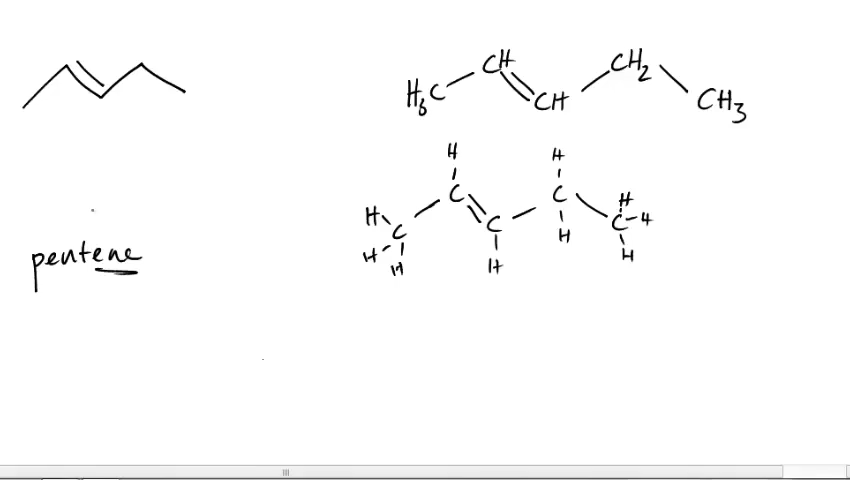 H3C CH CH CH2 CH3
H H
H C C C C H
H H C H H
H H
pentene